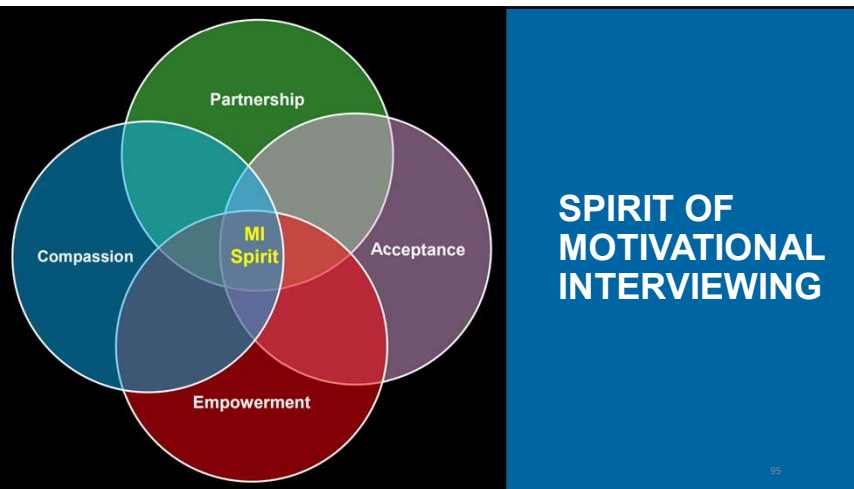 Partnership
Compassion
MI
Spirit
Acceptance
Empowerment
SPIRIT OF
MOTIVATIONAL
INTERVIEWING
95